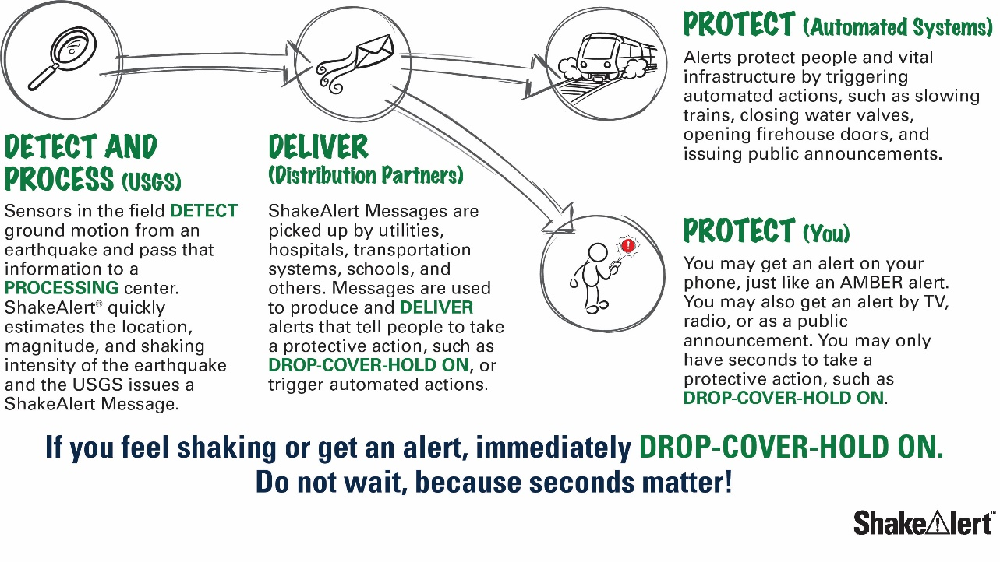 DETECT AND
PROCESS (USGS)
Sensors in the field DETECT
ground motion from an
earthquake and pass that
information to a
PROCESSING center.
ShakeAlert® quickly
estimates the location,
magnitude, and shaking
intensity of the earthquake
and the USGS issues a
ShakeAlert Message.
DELIVER
(Distribution Partners)
ShakeAlert Messages are
picked up by utilities,
hospitals, transportation
systems, schools, and
others. Messages are used
to produce and DELIVER
alerts that tell people to take
a protective action, such as
DROP-COVER-HOLD ON, or
trigger automated actions.
PROTECT (Automated Systems)
Alerts protect people and vital
infrastructure by triggering
automated actions, such as slowing
trains, closing water valves,
opening firehouse doors, and
issuing public announcements.
PROTECT (You)
You may get an alert on your
phone, just like an AMBER alert.
You may also get an alert by TV,
radio, or as a public
announcement. You may only
have seconds to take a
protective action, such as
DROP-COVER-HOLD ON.
!
If you feel shaking or get an alert, immediately DROP-COVER-HOLD ON.
Do not wait, because seconds matter!
ShakeAlert™